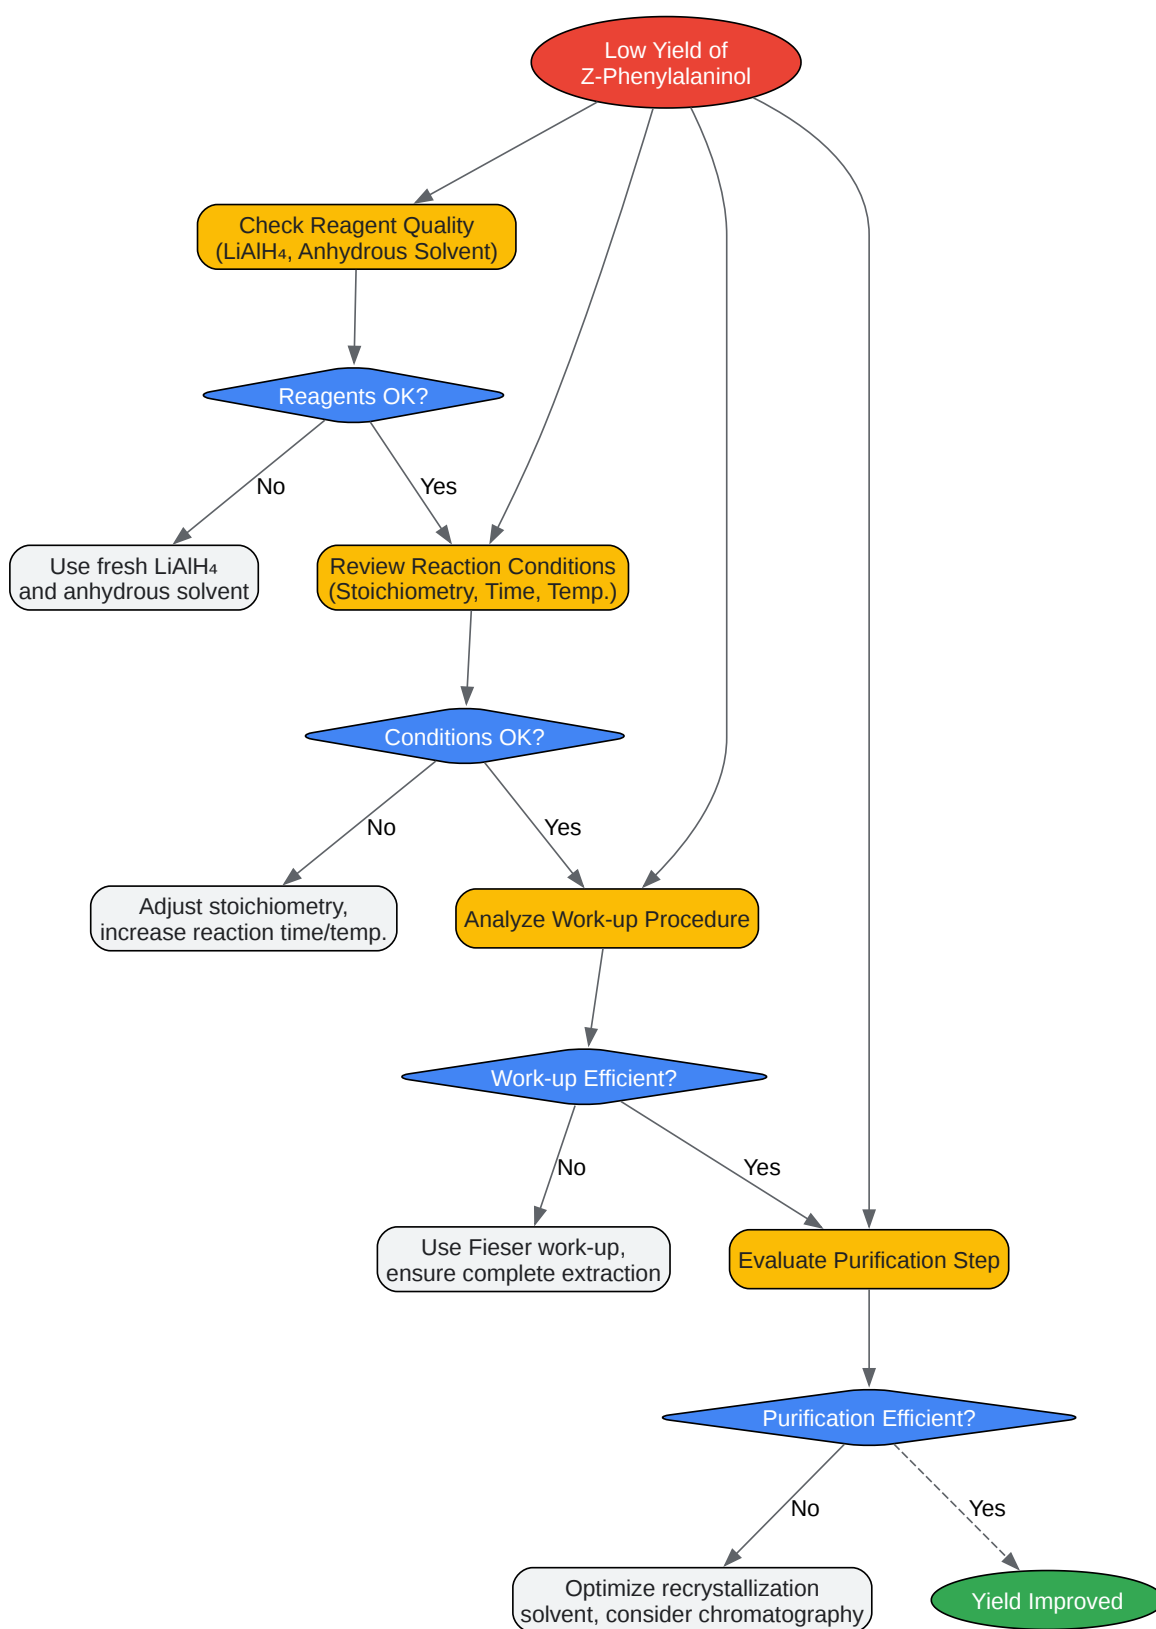 Low Yield of
Z-Phenylalaninol
Check Reagent Quality
(LiAlH₄, Anhydrous Solvent)
Reagents OK?
No
Yes
Use fresh LiAlH₄
and anhydrous solvent
Review Reaction Conditions
(Stoichiometry, Time, Temp.)
Conditions OK?
No
Yes
Adjust stoichiometry,
increase reaction time/temp.
Analyze Work-up Procedure
Work-up Efficient?
No
Yes
Use Fieser work-up,
ensure complete extraction
Evaluate Purification Step
Purification Efficient?
No
Yes
Optimize recrystallization
solvent, consider chromatography
Yield Improved